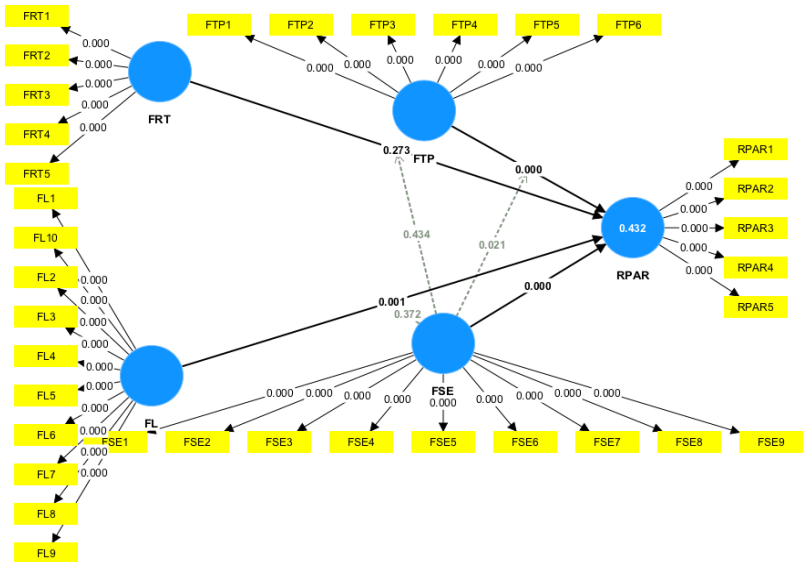 FRT1
FRT2
FRT3
FRT4
FRT5
0.000
0.000
0.000
0.000
0.000
FRT
FTP1
FTP2
FTP3
FTP4
FTP5
FTP6
0.000
0.000
0.000
0.000
0.000
0.000
FTP
0.273
0.000
0.434
0.021
0.001
0.372
0.000
0.432
RPAR
RPAR1
RPAR2
RPAR3
RPAR4
RPAR5
0.000
0.000
0.000
0.000
0.000
FL1
FL10
FL2
FL3
FL4
FL5
FL6
FL7
FL8
FL9
0.000
0.000
0.000
0.000
0.000
0.000
0.000
0.000
0.000
0.000
FL
FSE
0.000
0.000
0.000
0.000
0.000
0.000
0.000
0.000
0.000
FSE1
FSE2
FSE3
FSE4
FSE5
FSE6
FSE7
FSE8
FSE9